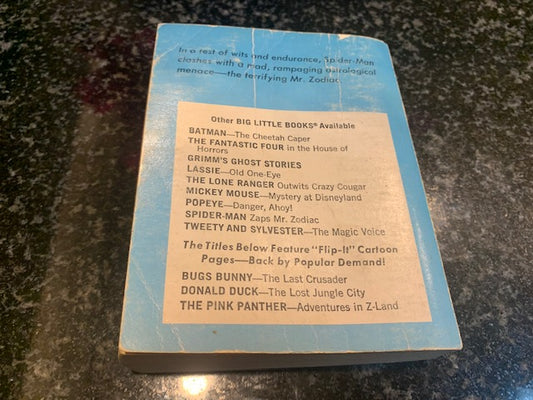 In a rest of wits and endurance, Spider-Man
clashes with a mad, rampaging astrological
menace—the terrifying Mr. Zodiac
Other BIG LITTLE BOOKS® Available
BATMAN—The Cheetah Caper
THE FANTASTIC FOUR in the House of
Horrors
GRIMM'S GHOST STORIES
LASSIE—Old One-Eye
THE LONE RANGER Outwits Crazy Cougar
MICKEY MOUSE—Mystery at Disneyland
POPEYE—Danger, Ahoy!
SPIDER-MAN Zaps Mr. Zodiac
TWEETY AND SYLVESTER—The Magic Voice
The Titles Below Feature "Flip-It" Cartoon
Pages—Back by Popular Demand!
BUGS BUNNY—The Last Crusader
DONALD DUCK—The Lost Jungle City
THE PINK PANTHER—Adventures in Z-Land